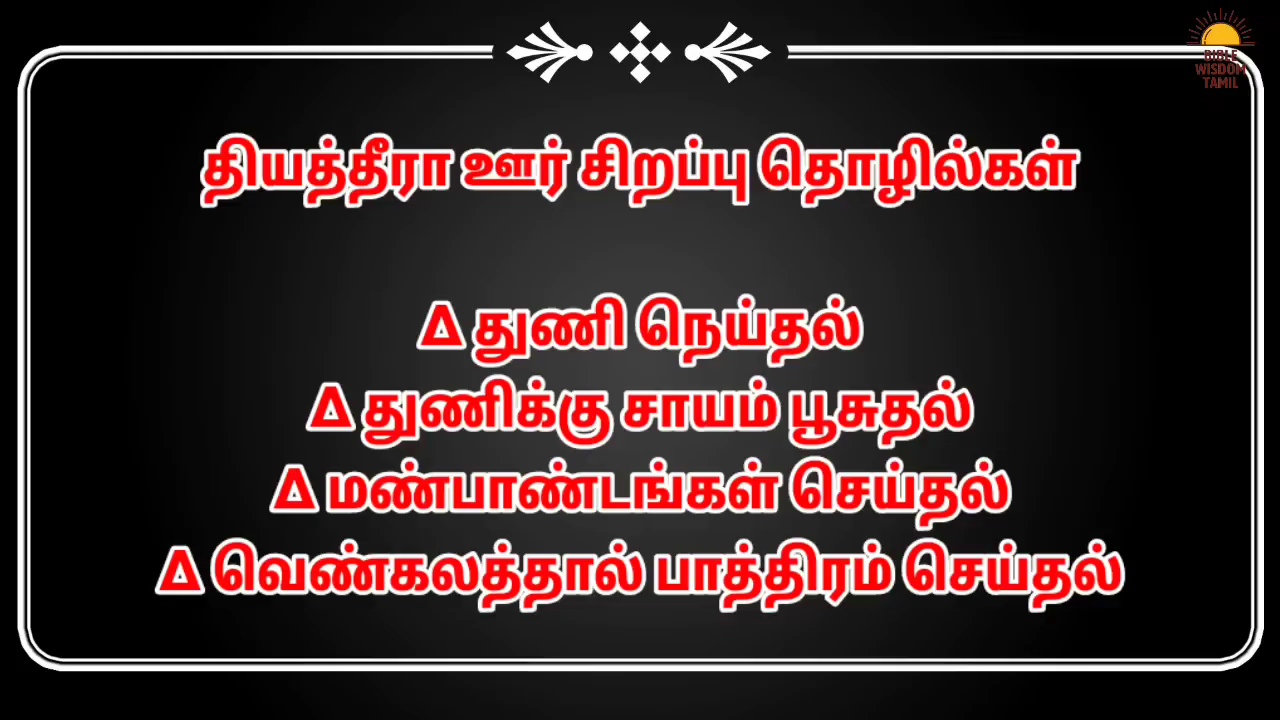 BIBLE
WISDOM
TAMIL
தியத்தீரா ஊர் சிறப்பு தொழில்கள்
Δ துணி நெய்தல்
Δ துணிக்கு சாயம் பூசுதல்
Δ மண்பாண்டங்கள் செய்தல்
Δ வெண்கலத்தால் பாத்திரம் செய்தல்